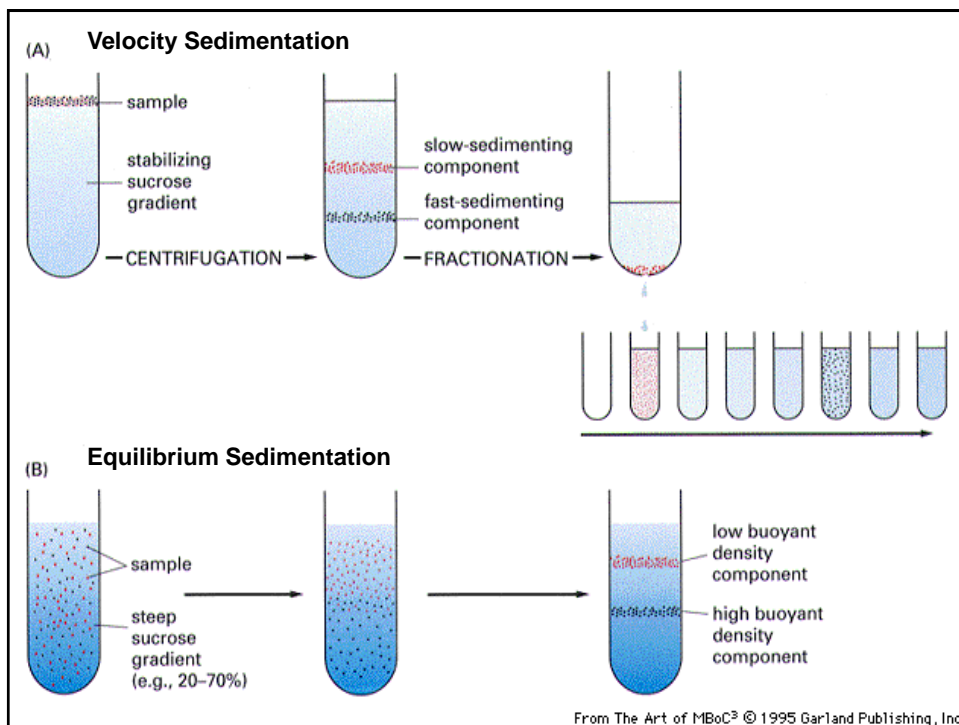 (A) Velocity Sedimentation
sample
stabilizing
sucrose
gradient
CENTRIFUGATION
slow-sedimenting
component
fast-sedimenting
component
FRACTIONATION
(B) Equilibrium Sedimentation
sample
steep
sucrose
gradient
(e.g., 20–70%)
low buoyant
density
component
high buoyant
density
component
From The Art of MBoC³ © 1995 Garland Publishing, Inc